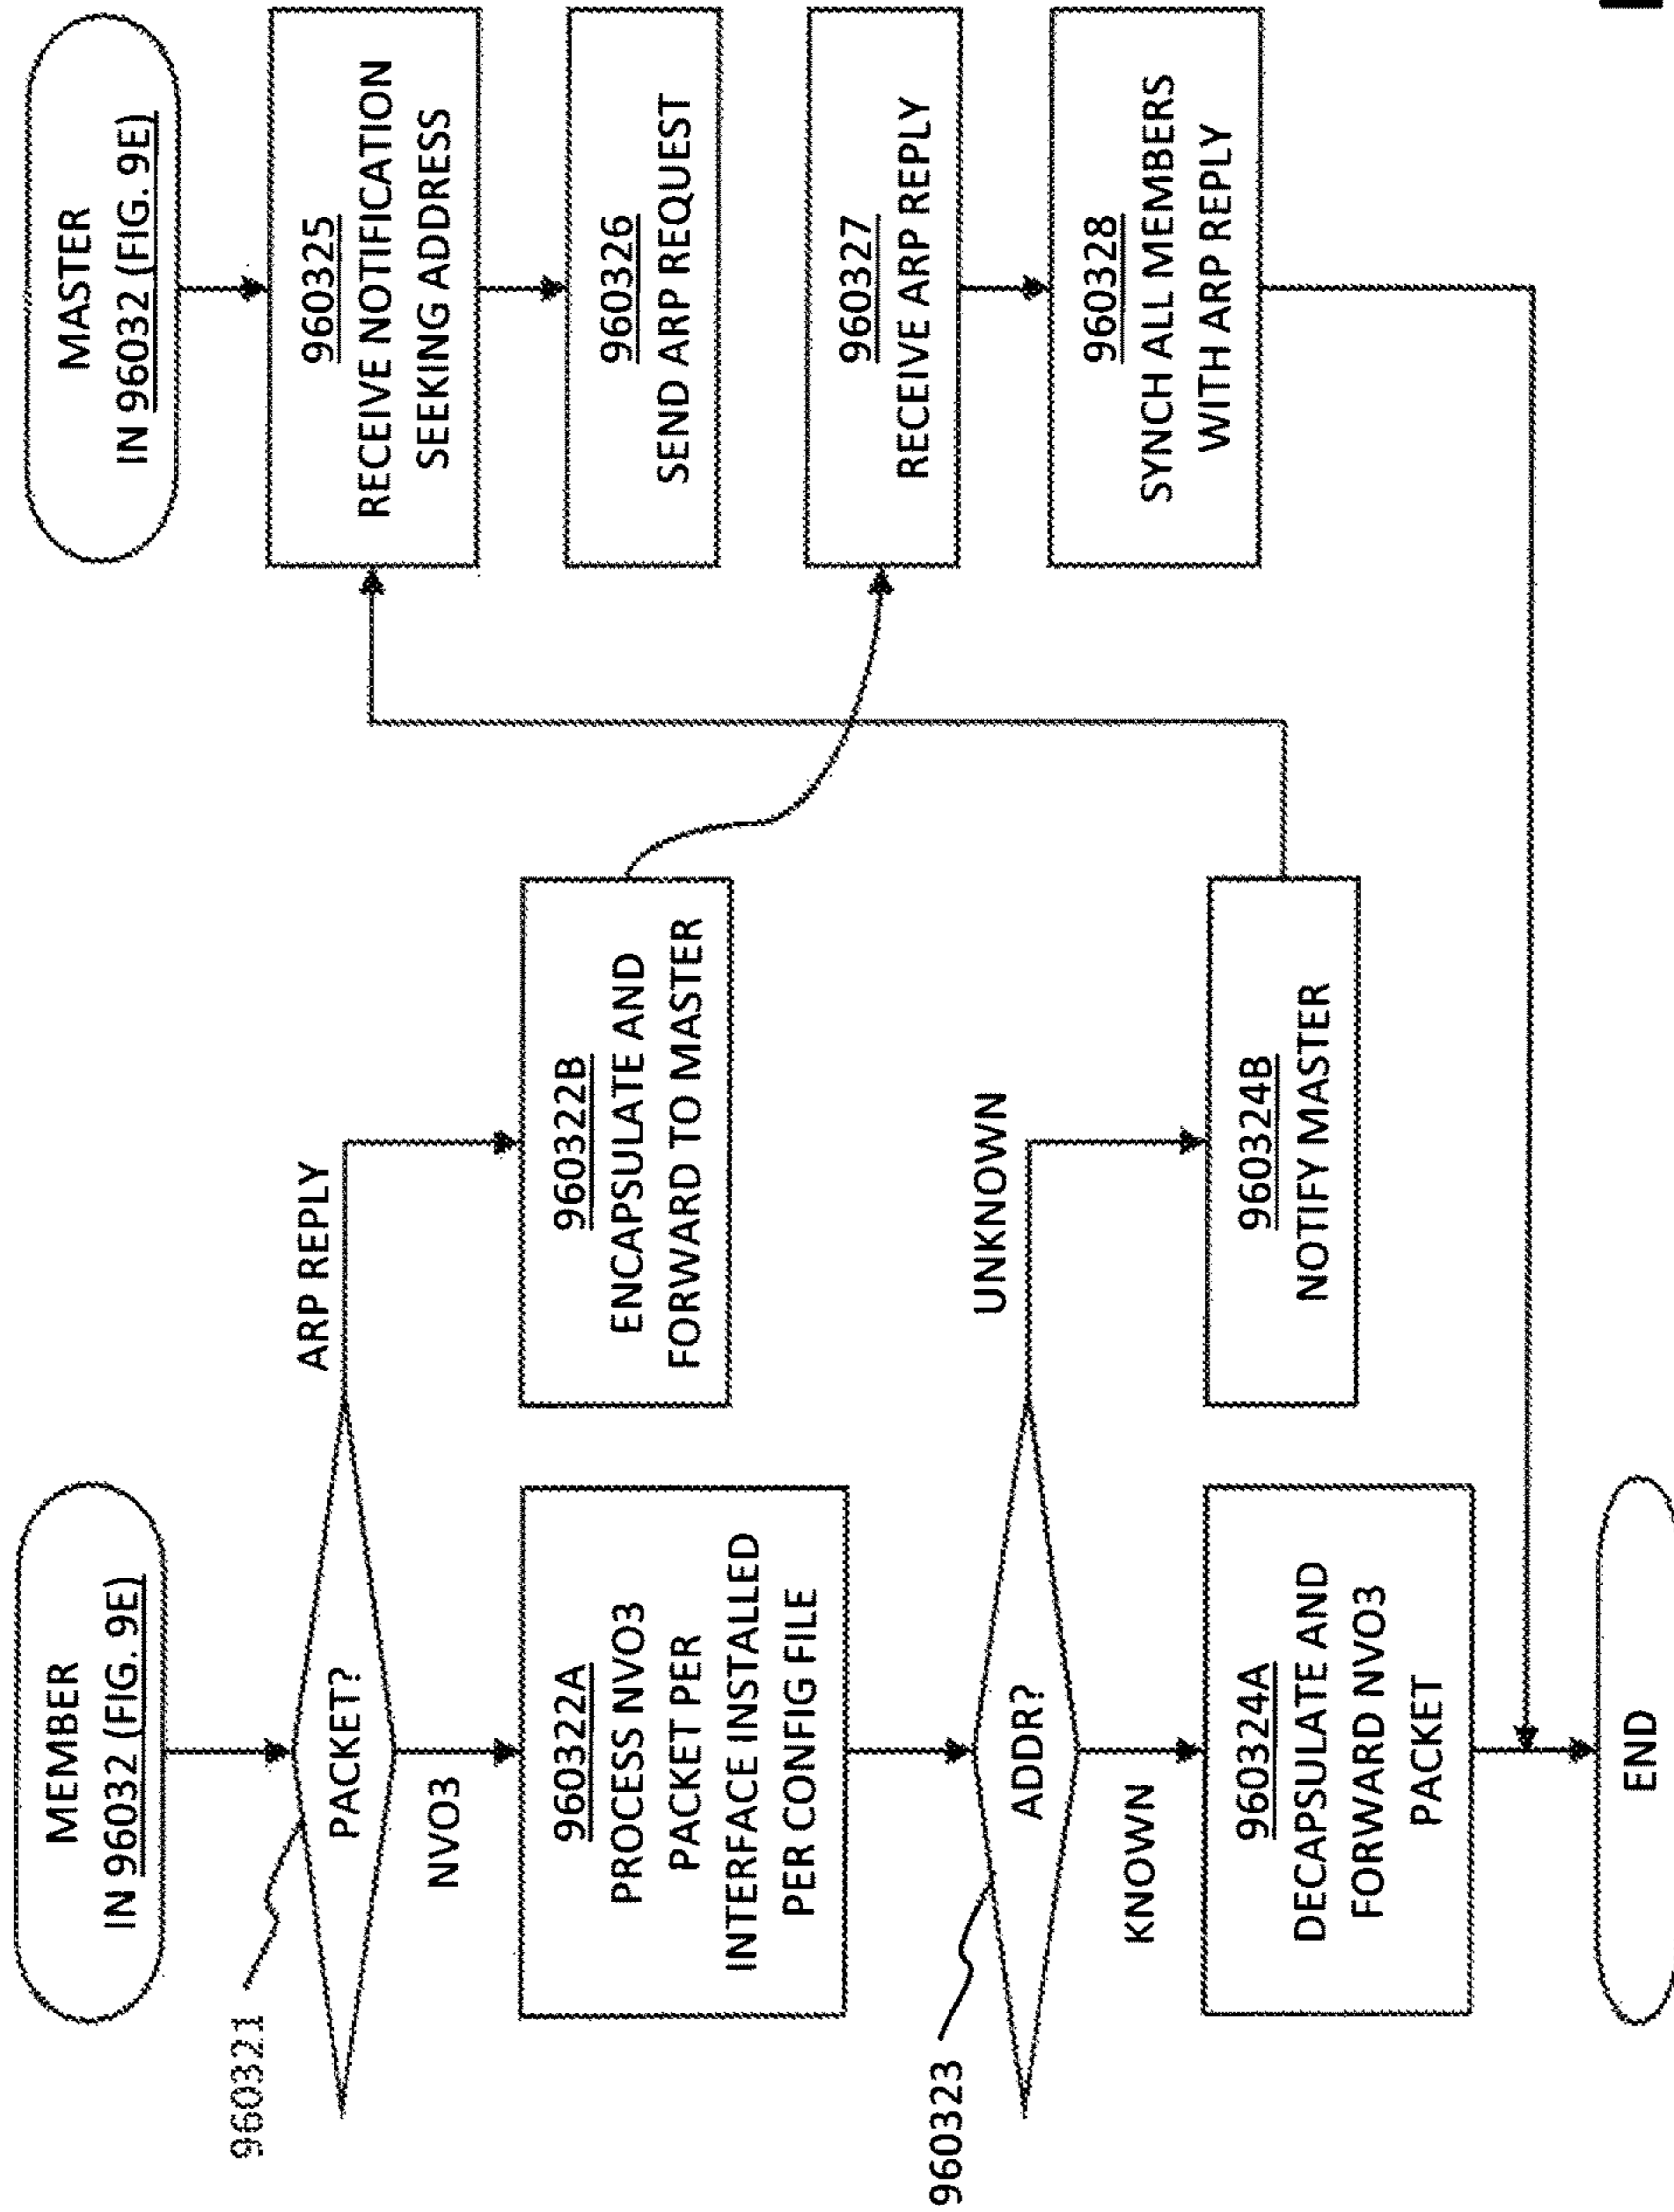 MEMBER
IN 96032 (FIG. 9E)
960321
PACKET?
ARP REPLY
NVO3
960322A
PROCESS NVO3
PACKET PER
INTERFACE INSTALLED
PER CONFIG FILE
960322B
ENCAPSULATE AND
FORWARD TO MASTER
960323
ADDR?
UNKNOWN
KNOWN
960324A
DECAPSULATE AND
FORWARD NVO3
PACKET
960324B
NOTIFY MASTER
END
MASTER
IN 96032 (FIG. 9E)
960325
RECEIVE NOTIFICATION
SEEKING ADDRESS
960326
SEND ARP REQUEST
960327
RECEIVE ARP REPLY
960328
SYNCH ALL MEMBERS
WITH ARP REPLY